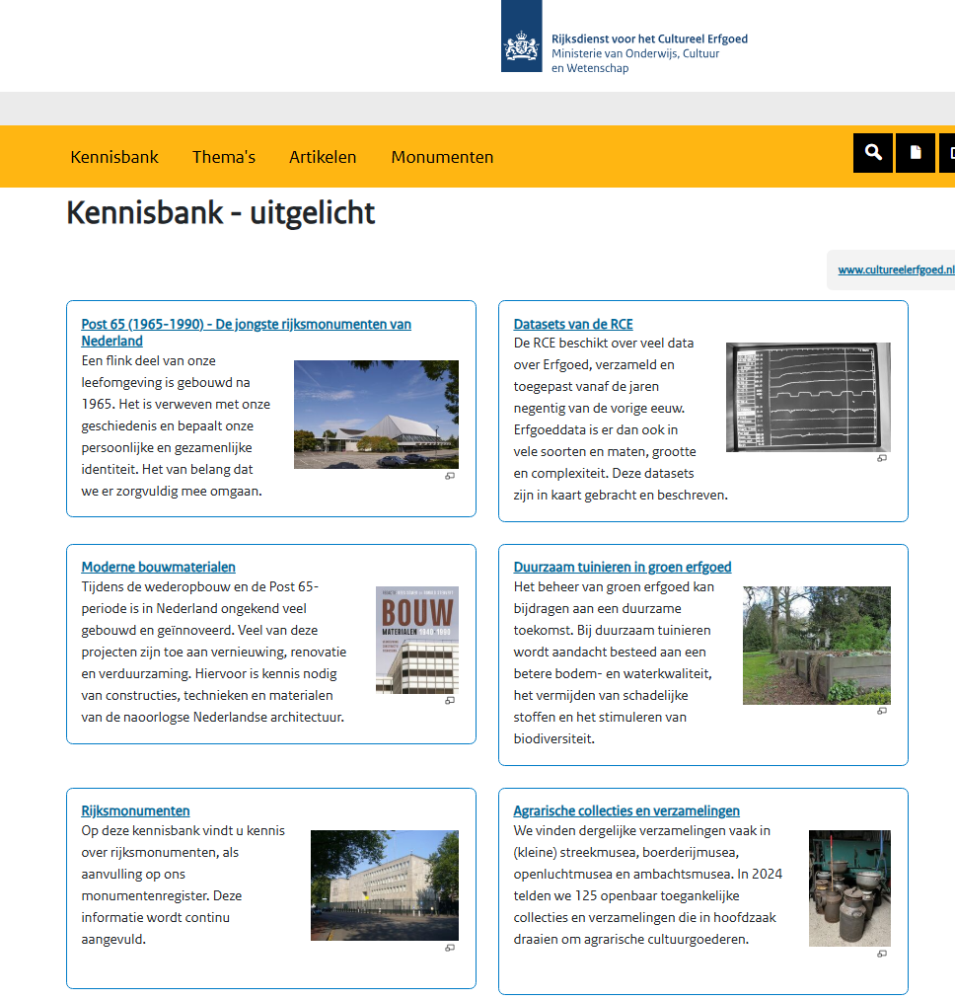 Rijksdienst voor het Cultureel Erfgoed
Ministerie van Onderwijs, Cultuur
en Wetenschap
Kennisbank
Thema's
Artikelen
Monumenten
Kennisbank - uitgelicht
www.cultureelerfgoed.nl
Post 65 (1965-1990) - De jongste rijksmonumenten van
Nederland
Een flink deel van onze
leefomgeving is gebouwd na
1965. Het is verweven met onze
geschiedenis en bepaalt onze
persoonlijke en gezamenlijke
identiteit. Het van belang dat
we er zorgvuldig mee omgaan.
Datasets van de RCE
De RCE beschikt over veel data
over Erfgoed, verzameld en
toegepast vanaf de jaren
negentig van de vorige eeuw.
Erfgoeddata is er dan ook in
vele soorten en maten, grootte
en complexiteit. Deze datasets
zijn in kaart gebracht en beschreven.
Moderne bouwmaterialen
Tijdens de wederopbouw en de Post 65-
periode is in Nederland ongekend veel
gebouwd en geïnnoveerd. Veel van deze
projecten zijn toe aan vernieuwing, renovatie
en verduurzaming. Hiervoor is kennis nodig
van constructies, technieken en materialen
van de naoorlogse Nederlandse architectuur.
BOUW
MATERIALEN 1940-1990
Duurzaam tuinieren in groen erfgoed
Het beheer van groen erfgoed kan
bijdragen aan een duurzame
toekomst. Bij duurzaam tuinieren
wordt aandacht besteed aan een
betere bodem- en waterkwaliteit,
het vermijden van schadelijke
stoffen en het stimuleren van
biodiversiteit.
Rijksmonumenten
Op deze kennisbank vindt u kennis
over rijksmonumenten, als
aanvulling op ons
monumentenregister. Deze
informatie wordt continu
aangevuld.
Agrarische collecties en verzamelingen
We vinden dergelijke verzamelingen vaak in
(kleine) streekmusea, boerderijmusea,
openluchtmusea en ambachtsmusea. In 2024
telden we 125 openbaar toegankelijke
collecties en verzamelingen die in hoofdzaak
draaien om agrarische cultuurgoederen.